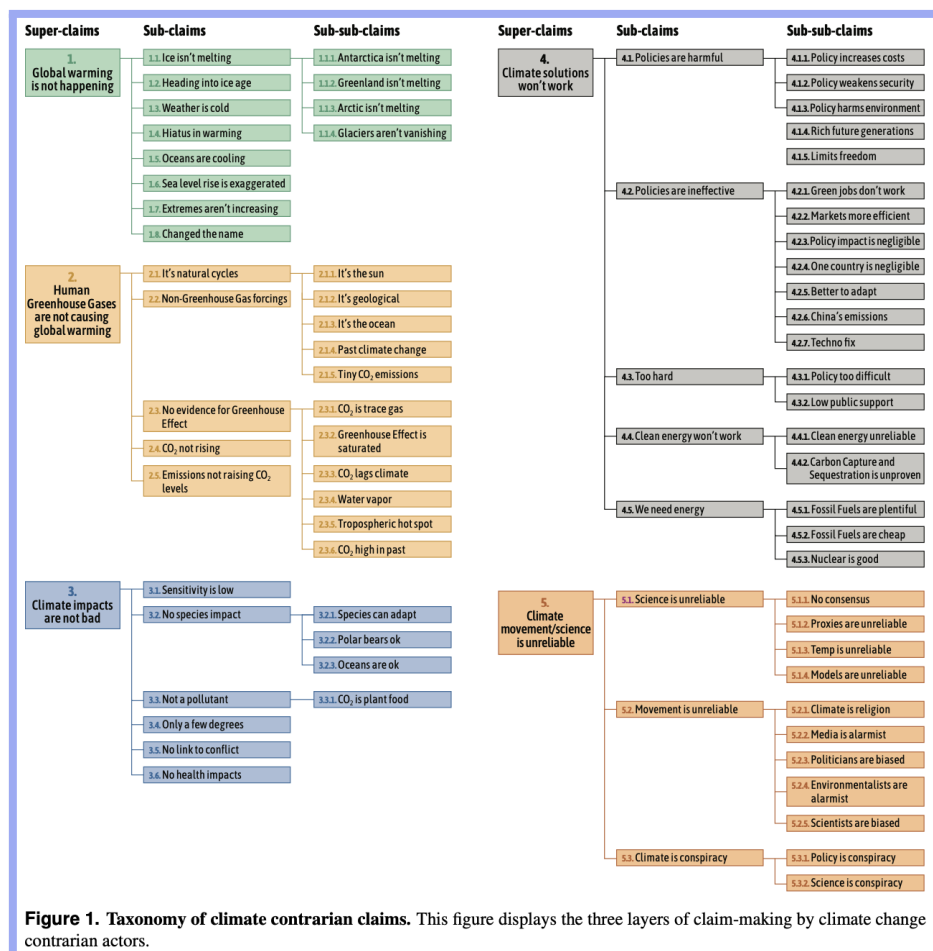 Super-claims
Sub-claims
Sub-sub-claims
1.
Global warming
is not happening
1.1. Ice isn't melting
1.2. Heading into ice age
1.3. Weather is cold
1.4. Hiatus in warming
1.5. Oceans are cooling
1.6. Sea level rise is exaggerated
1.7. Extremes aren't increasing
1.8. Changed the name
1.1.1. Antarctica isn't melting
1.1.2. Greenland isn't melting
1.1.3. Arctic isn't melting
1.1.4. Glaciers aren't vanishing
2.
Human
Greenhouse Gases
are not causing
global warming
2.1. It's natural cycles
2.2. Non-Greenhouse Gas forcings
2.1.1. It's the sun
2.1.2. It's geological
2.1.3. It's the ocean
2.1.4. Past climate change
2.1.5. Tiny CO₂ emissions
2.3. No evidence for Greenhouse
Effect
2.4. CO₂ not rising
2.5. Emissions not raising CO₂
levels
2.3.1. CO₂ is trace gas
2.3.2. Greenhouse Effect is
saturated
2.3.3. CO₂ lags climate
2.3.4. Water vapor
2.3.5. Tropospheric hot spot
2.3.6. CO₂ high in past
3.
Climate impacts
are not bad
3.1. Sensitivity is low
3.2. No species impact
3.2.1. Species can adapt
3.2.2. Polar bears ok
3.2.3. Oceans are ok
3.3. Not a pollutant
3.3.1. CO₂ is plant food
3.4. Only a few degrees
3.5. No link to conflict
3.6. No health impacts
Super-claims
Sub-claims
Sub-sub-claims
4.
Climate solutions
won't work
4.1. Policies are harmful
4.1.1. Policy increases costs
4.1.2. Policy weakens security
4.1.3. Policy harms environment
4.1.4. Rich future generations
4.1.5. Limits freedom
4.2. Policies are ineffective
4.2.1. Green jobs don't work
4.2.2. Markets more efficient
4.2.3. Policy impact is negligible
4.2.4. One country is negligible
4.2.5. Better to adapt
4.2.6. China's emissions
4.2.7. Techno fix
4.3. Too hard
4.3.1. Policy too difficult
4.3.2. Low public support
4.4. Clean energy won't work
4.4.1. Clean energy unreliable
4.4.2. Carbon Capture and
Sequestration is unproven
4.5. We need energy
4.5.1. Fossil Fuels are plentiful
4.5.2. Fossil Fuels are cheap
4.5.3. Nuclear is good
5.
Climate
movement/science
is unreliable
5.1. Science is unreliable
5.1.1. No consensus
5.1.2. Proxies are unreliable
5.1.3. Temp is unreliable
5.1.4. Models are unreliable
5.2. Movement is unreliable
5.2.1. Climate is religion
5.2.2. Media is alarmist
5.2.3. Politicians are biased
5.2.4. Environmentalists are
alarmist
5.2.5. Scientists are biased
5.3. Climate is conspiracy
5.3.1. Policy is conspiracy
5.3.2. Science is conspiracy
Figure 1. Taxonomy of climate contrarian claims. This figure displays the three layers of claim-making by climate change
contrarian actors.